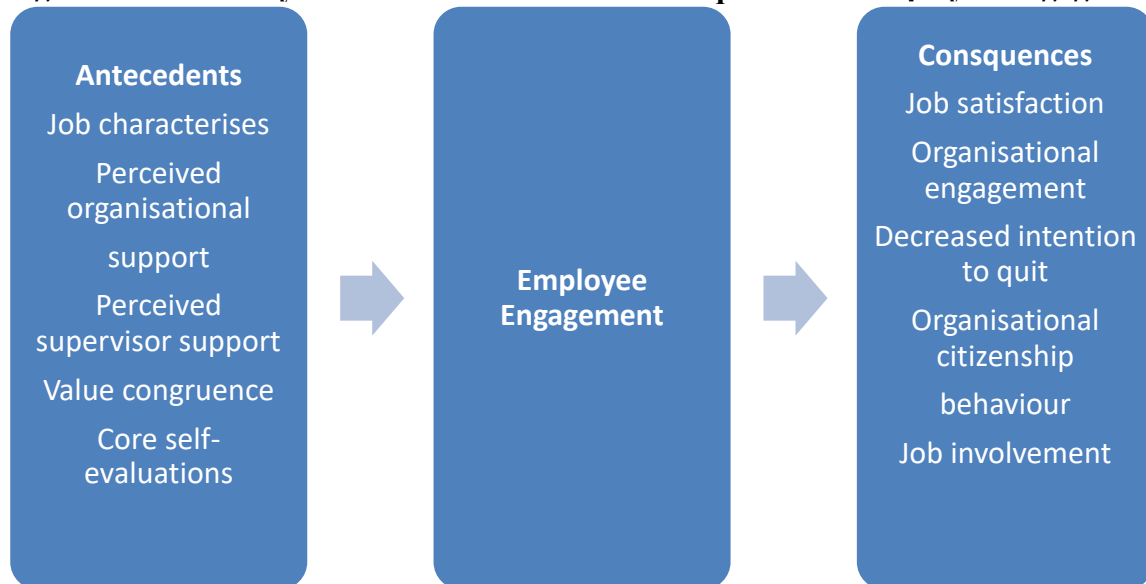 Antecedents
Job characterises
Perceived
organisational
support
Perceived
supervisor support
Value congruence
Core self-
evaluations
Employee
Engagement
Consquences
Job satisfaction
Organisational
engagement
Decreased intention
to quit
Organisational
citizenship
behaviour
Job involvement